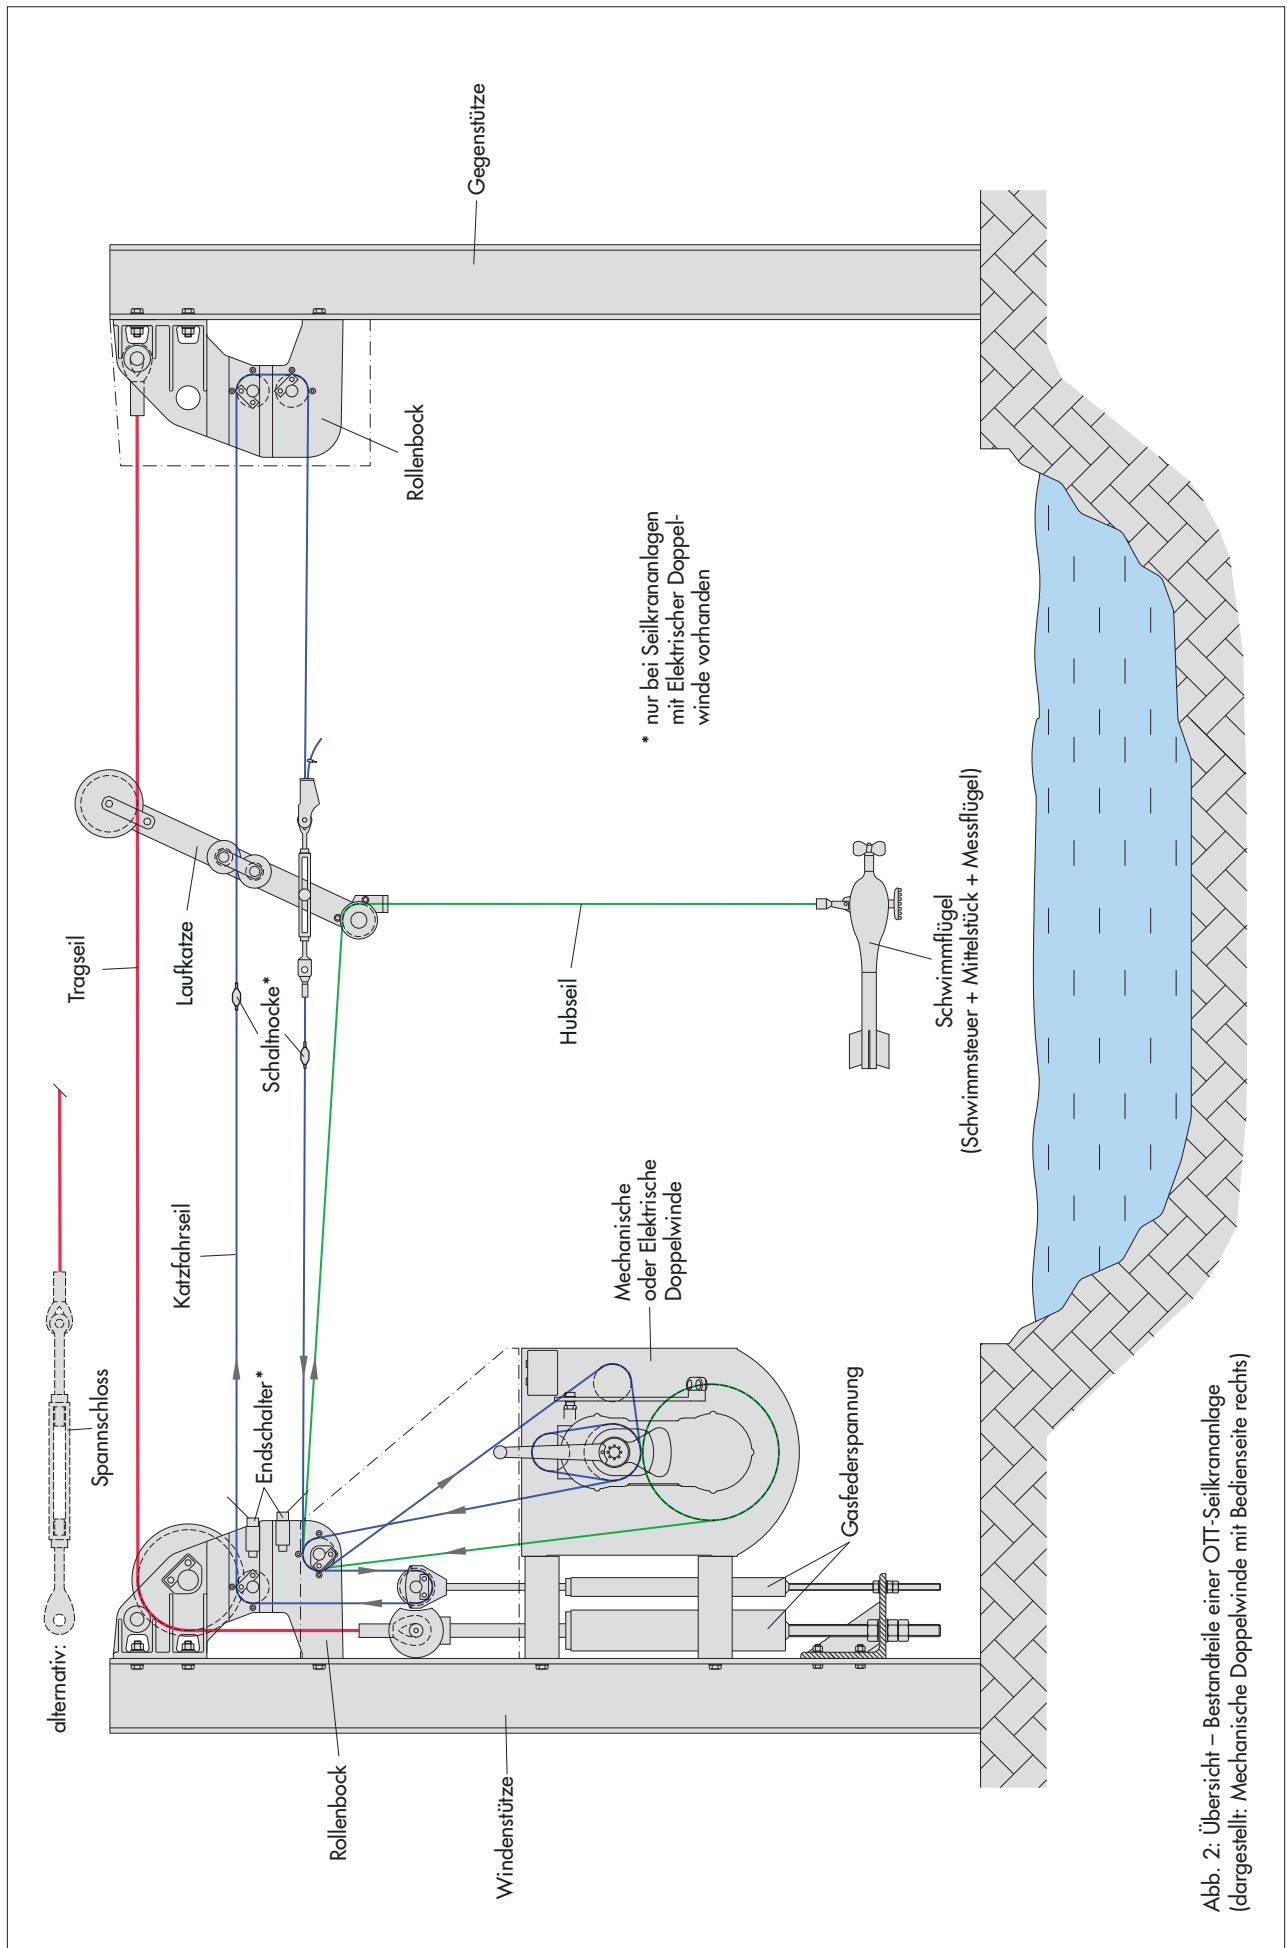 alternativ:
Spannschloss
Tragseil
Laufkatze
Katzfahrseil
Schaltnocke*
Endschalter*
Gegenstütze
Rollenbock
Rollenbock
Windenstütze
Hubseil
* nur bei Seilkrananlagen
mit Elektrischer Doppel-
winde vorhanden
Mechanische
oder Elektrische
Doppelwinde
Gasfederspannung
Schwimmflügel
(Schwimmsteuer + Mittelstück + Messflügel)
Abb. 2: Übersicht – Bestandteile einer OTT-Seilkrananlage
(dargestellt: Mechanische Doppelwinde mit Bedienseite rechts)